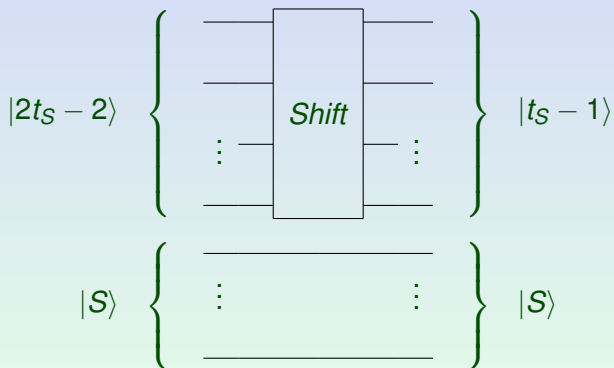 |2t_S − 2⟩ Shift |t_S − 1⟩
|S⟩ |S⟩